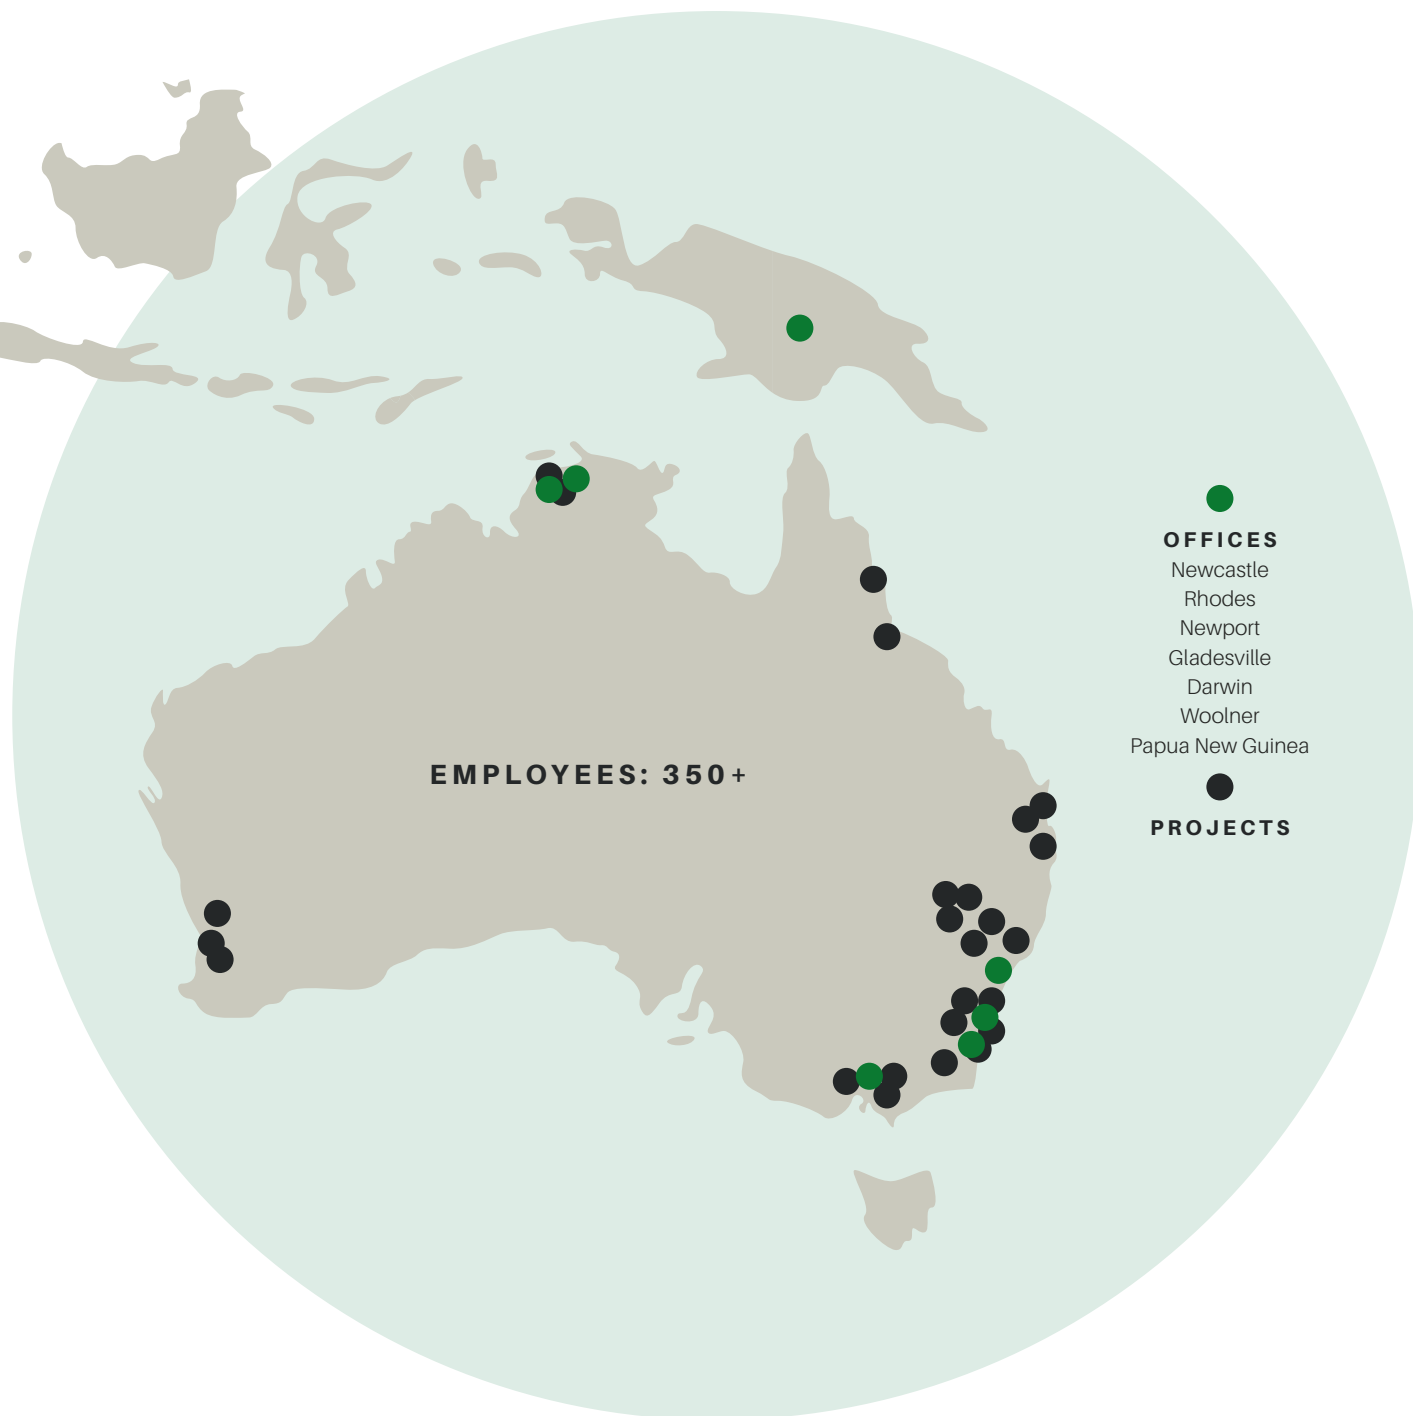 EMPLOYEES: 350+
OFFICES
Newcastle
Rhodes
Newport
Gladesville
Darwin
Woolner
Papua New Guinea
PROJECTS